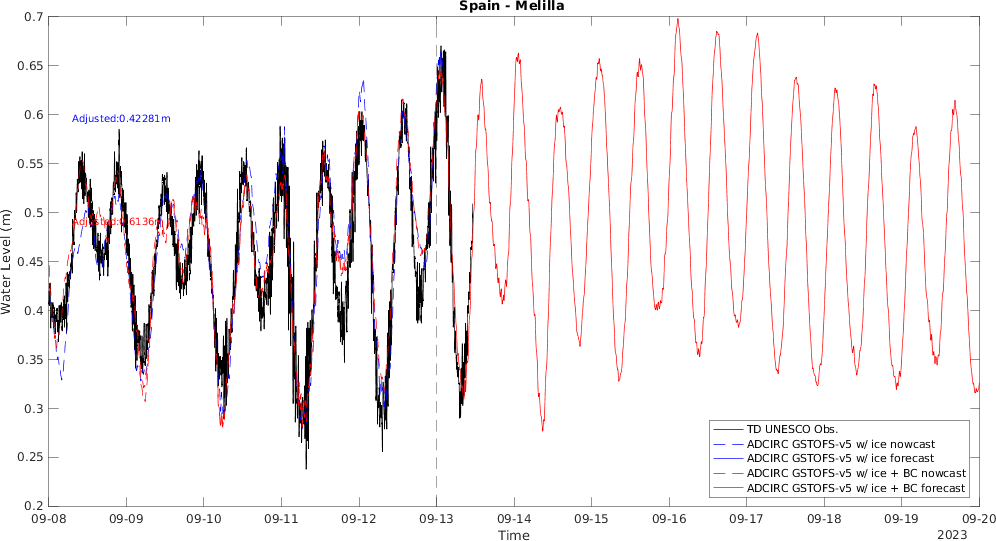 Spain - Melilla
0.7
0.65
0.6
0.55
0.5
0.45
0.4
0.35
0.3
0.25
0.2
Water Level (m)
Adjusted:0.42281m
TD UNESCO Obs.
ADCIRC GSTOFS-v5 w/ ice nowcast
ADCIRC GSTOFS-v5 w/ ice forecast
ADCIRC GSTOFS-v5 w/ ice + BC nowcast
ADCIRC GSTOFS-v5 w/ ice + BC forecast
09-08 09-09 09-10 09-11 09-12 09-13 09-14 09-15 09-16 09-17 09-18 09-19 09-20
Time
2023